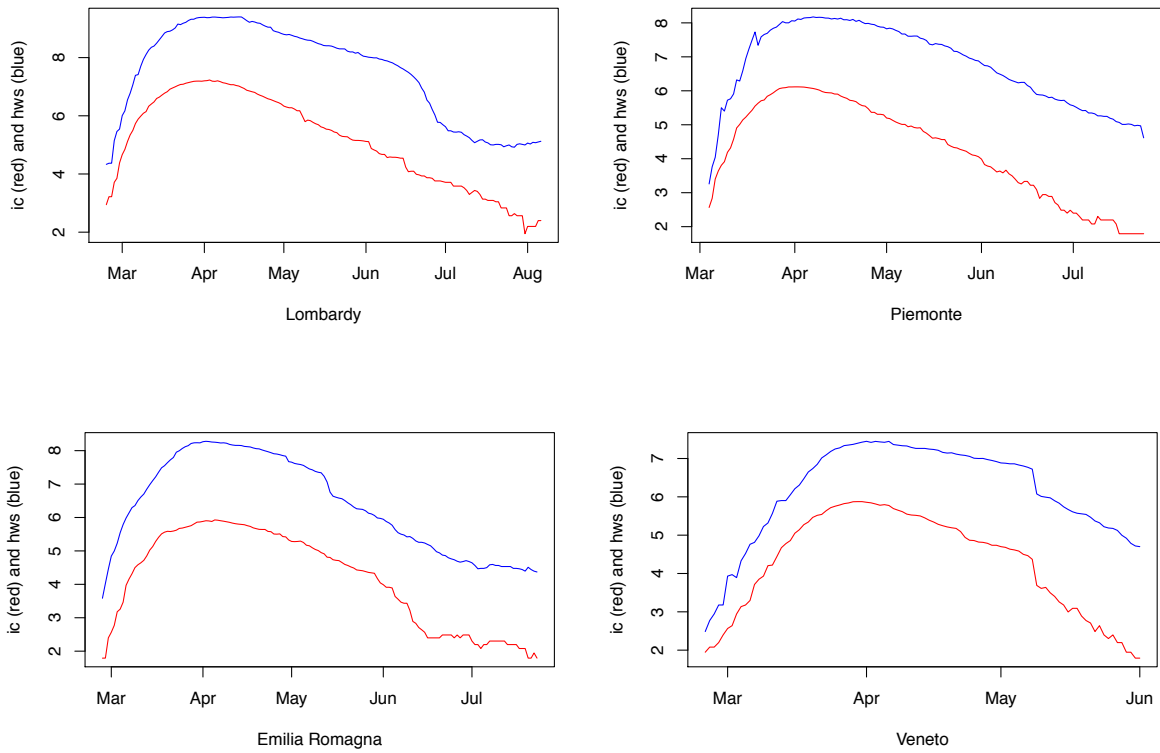 ic (red) and hws (blue)
8
6
4
2
Mar Apr May Jun Jul Aug
Lombardy
ic (red) and hws (blue)
8
7
6
5
4
3
2
Mar Apr May Jun Jul
Piemonte
ic (red) and hws (blue)
8
7
6
5
4
3
2
Mar Apr May Jun Jul
Emilia Romagna
ic (red) and hws (blue)
7
6
5
4
3
2
Mar Apr May Jun
Veneto